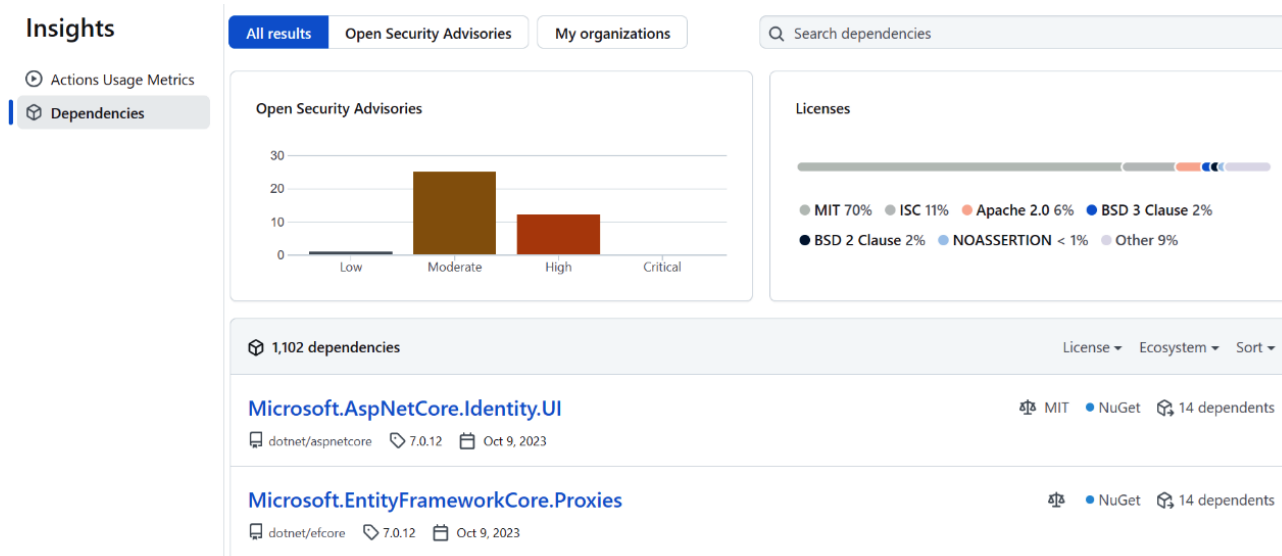 Insights
Actions Usage Metrics
Dependencies
All results Open Security Advisories My organizations Search dependencies
Open Security Advisories
30
20
10
0
Low Moderate High Critical
Licenses
MIT 70% ISC 11% Apache 2.0 6% BSD 3 Clause 2%
BSD 2 Clause 2% NOASSERTION < 1% Other 9%
1,102 dependencies License Ecosystem Sort
Microsoft.AspNetCore.Identity.UI MIT NuGet 14 dependents
dotnet/aspnetcore 7.0.12 Oct 9, 2023
Microsoft.EntityFrameworkCore.Proxies NuGet 14 dependents
dotnet/efcore 7.0.12 Oct 9, 2023